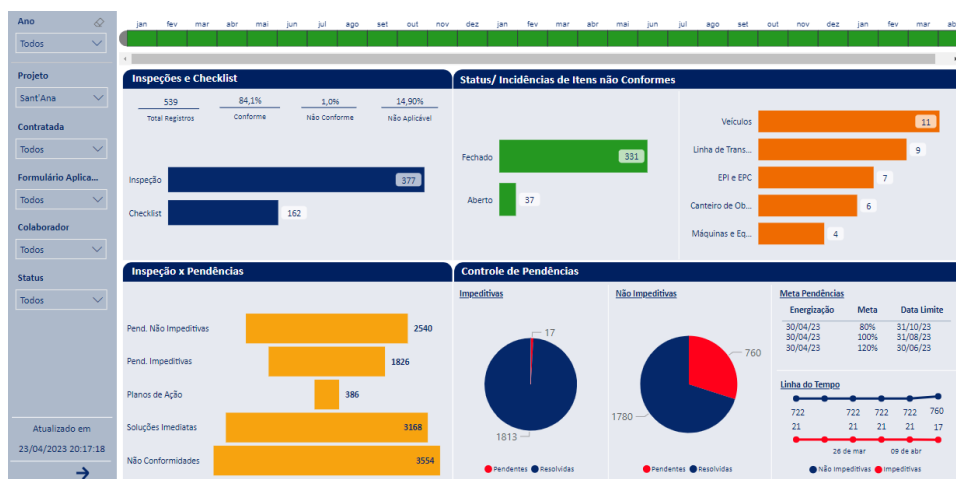 Ano
Todos
Projeto
Sant'Ana
Contratada
Todos
Formulário Aplica...
Todos
Colaborador
Todos
Status
Todos
Atualizado em
23/04/2023 20:17:18
jan fev mar abr mai jun jul ago set out nov dez jan fev mar abr mai jun jul ago set out nov dez jan fev mar
Inspeções e Checklist
539 84,1% 1,0% 14,90%
Total Registros Conforme Não Conforme Não Aplicável
Inspeção 377
Checklist 162
Status/ Incidências de Itens não Conformes
Fechado 331
Aberto 37
Veículos 11
Linha de Trans... 9
EPI e EPC 7
Canteiro de Ob... 6
Máquinas e Eq... 4
Inspeção x Pendências
Pend. Não Impeditivas 2540
Pend. Impeditivas 1826
Planos de Ação 386
Soluções Imediatas 3168
Não Conformidades 3554
Controle de Pendências
Impeditivas
17
1813
Pendentes Resolvidas
Não Impeditivas
760
1780
Pendentes Resolvidas
Meta Pendências
Energização Meta Data Limite
30/04/23 80% 31/10/23
30/04/23 100% 31/08/23
30/04/23 120% 30/06/23
Linha do Tempo
722 722 722 722 760
21 21 21 21 17
26 de mar 09 de abr
Não Impeditivas Impeditivas